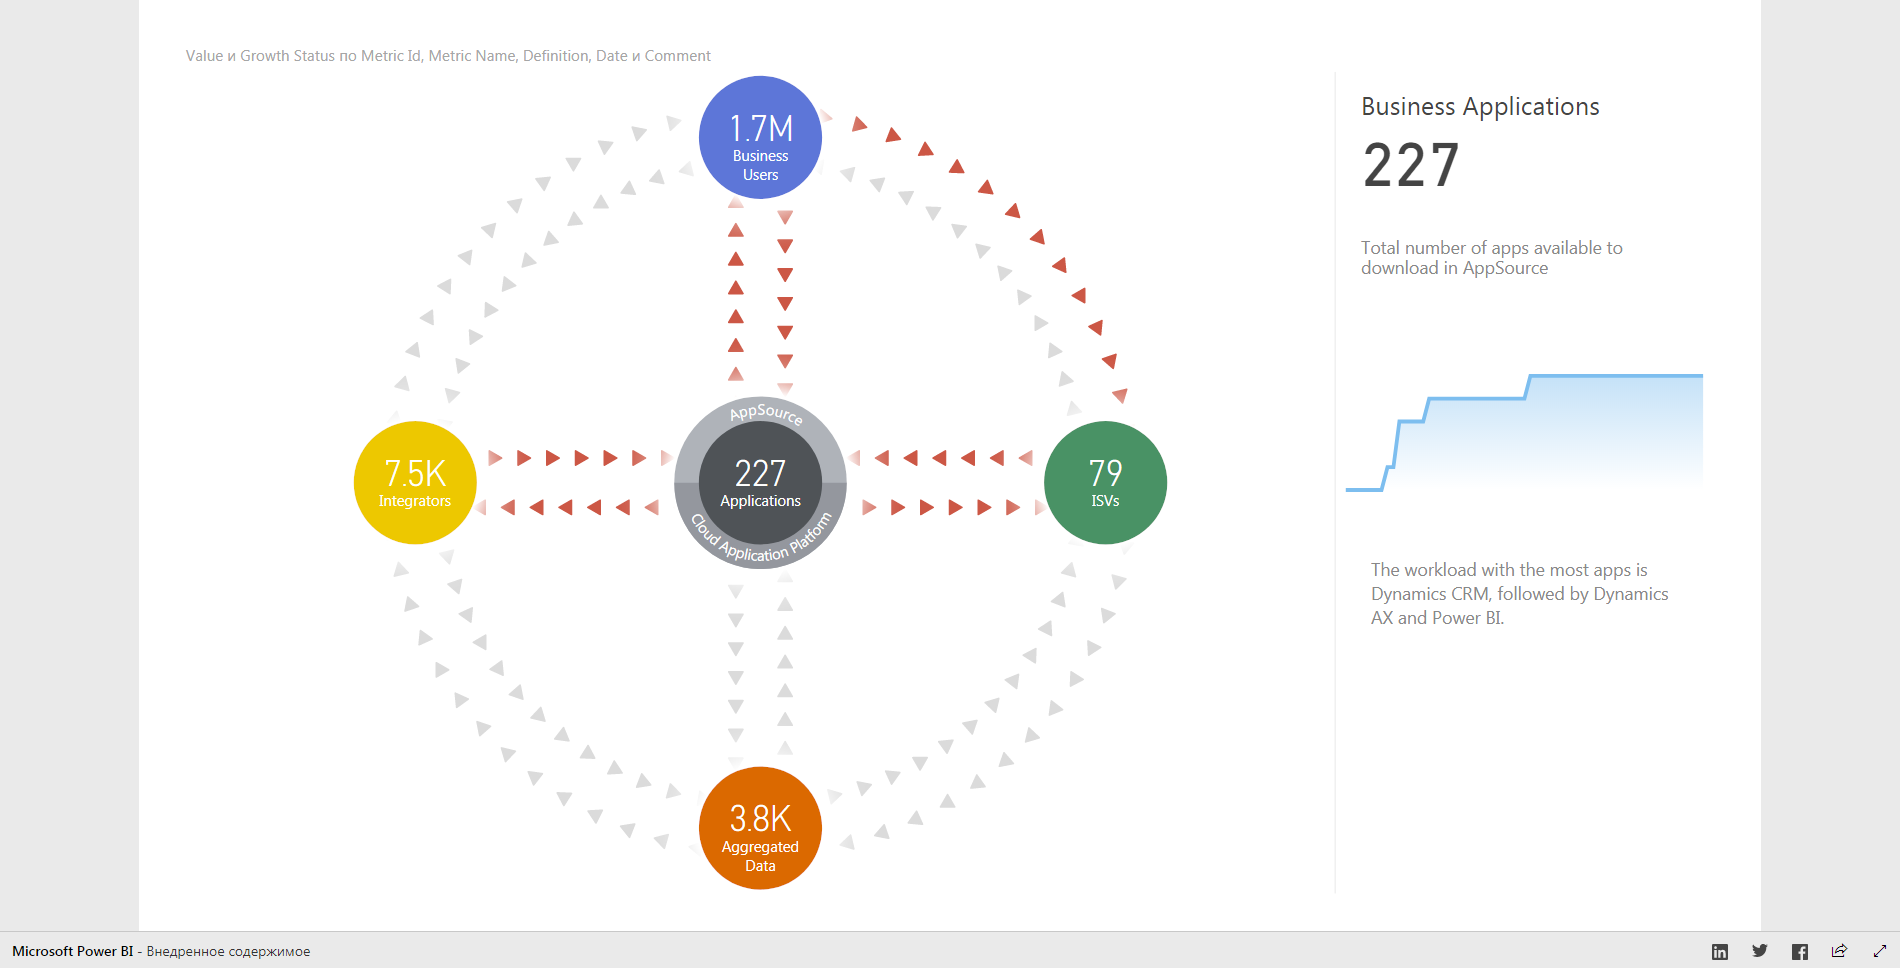 Value и Growth Status по Metric Id, Metric Name, Definition, Date и Comment
1.7M
Business
Users
AppSource
227
Applications
Cloud Application Platform
7.5K
Integrators
79
ISVs
3.8K
Aggregated
Data
Business Applications
227
Total number of apps available to
download in AppSource
The workload with the most apps is
Dynamics CRM, followed by Dynamics
AX and Power BI.
Microsoft Power BI - Внедренное содержимое